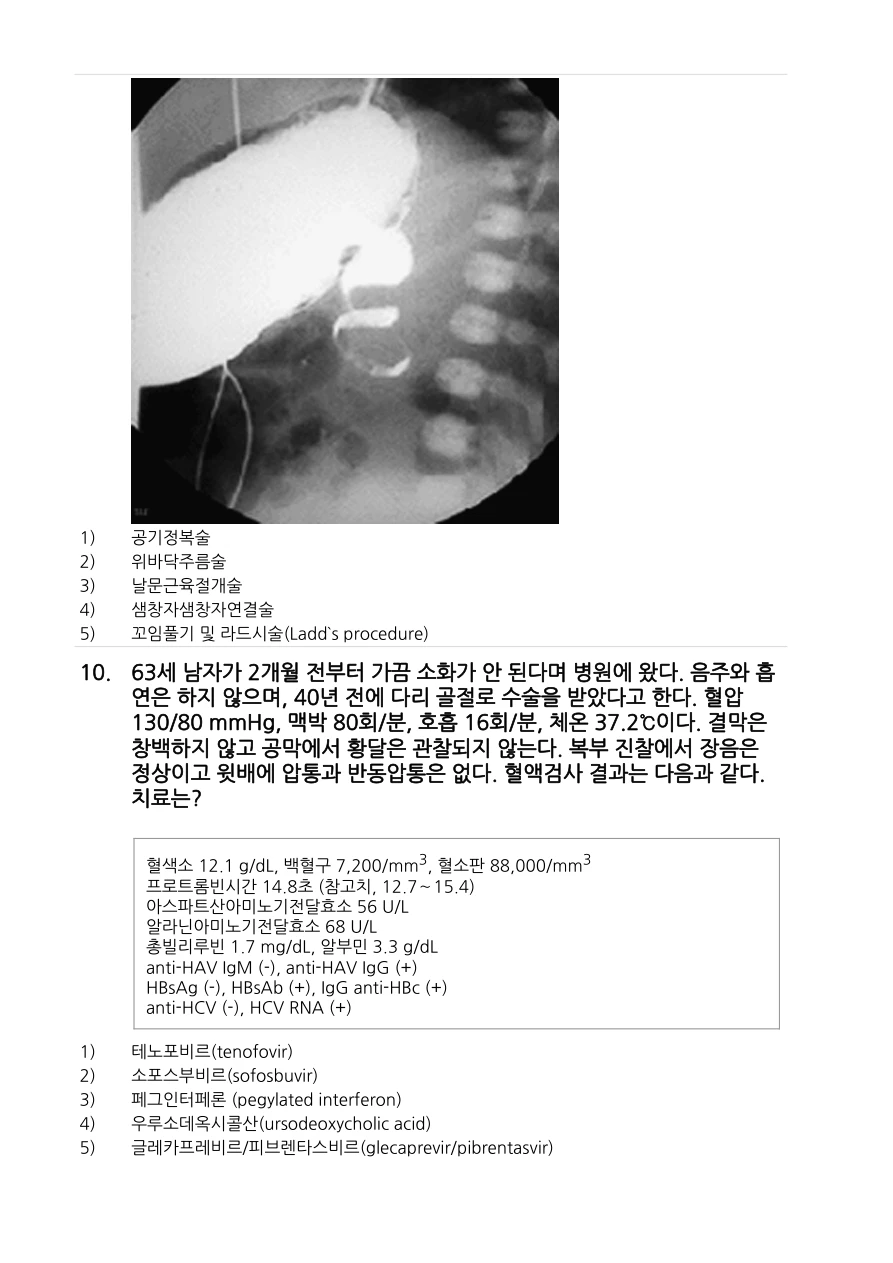 1) 공기정복술
2) 위바닥주름술
3) 날문근육절개술
4) 샘창자샘창자연결술
5) 꼬임풀기 및 라드시술(Ladd`s procedure)
10. 63세 남자가 2개월 전부터 가끔 소화가 안 된다며 병원에 왔다. 음주와 흡
연은 하지 않으며, 40년 전에 다리 골절로 수술을 받았다고 한다. 혈압
130/80 mmHg, 맥박 80회/분, 호흡 16회/분, 체온 37.2℃이다. 결막은
창백하지 않고 공막에서 황달은 관찰되지 않는다. 복부 진찰에서 장음은
정상이고 윗배에 압통과 반동압통은 없다. 혈액검사 결과는 다음과 같다.
치료는?
혈색소 12.1 g/dL, 백혈구 7,200/mm³, 혈소판 88,000/mm³
프로트롬빈시간 14.8초 (참고치, 12.7~15.4)
아스파트산아미노기전달효소 56 U/L
알라닌아미노기전달효소 68 U/L
총빌리루빈 1.7 mg/dL, 알부민 3.3 g/dL
anti-HAV IgM (-), anti-HAV IgG (+)
HBsAg (-), HBsAb (+), IgG anti-HBc (+)
anti-HCV (-), HCV RNA (+)
1) 테노포비르(tenofovir)
2) 소포스부비르(sofosbuvir)
3) 페그인터페론 (pegylated interferon)
4) 우루소데옥시콜산(ursodeoxycholic acid)
5) 글레카프레비르/피브렌타스비르(glecaprevir/pibrentasvir)